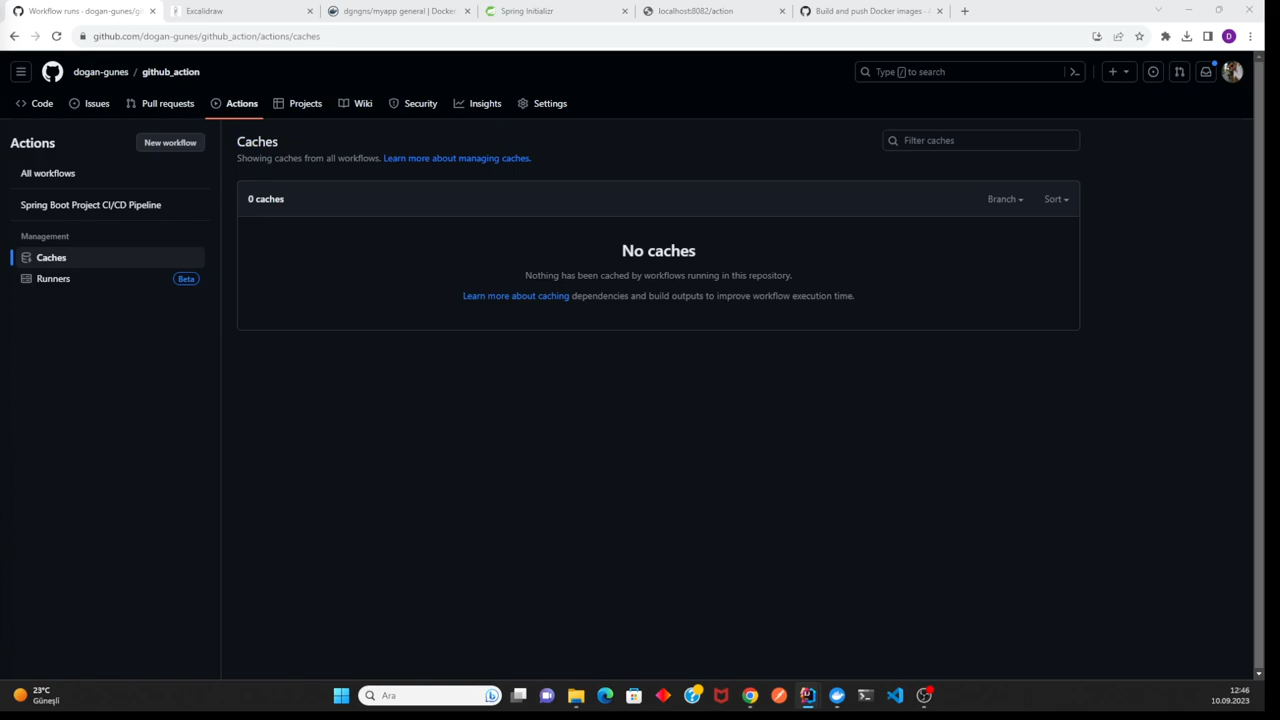 Workflow runs - dogan-gunes/gi
Excalidraw
dgngns/myapp general | Docker
Spring Initializr
localhost:8082/action
Build and push Docker images - A
github.com/dogan-gunes/github_action/actions/caches
D
dogan-gunes / github_action
Type / to search
Code
Issues
Pull requests
Actions
Projects
Wiki
Security
Insights
Settings
Actions
New workflow
All workflows
Spring Boot Project CI/CD Pipeline
Management
Caches
Runners
Beta
Caches
Filter caches
Showing caches from all workflows. Learn more about managing caches.
0 caches
Branch
Sort
No caches
Nothing has been cached by workflows running in this repository.
Learn more about caching dependencies and build outputs to improve workflow execution time.
23°C
Güneşli
Ara
12:46
10.09.2023